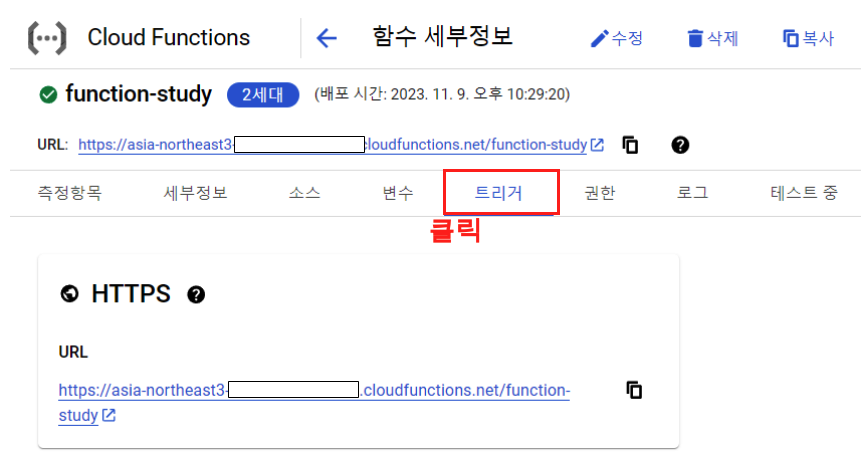 Cloud Functions 함수 세부정보 수정 삭제 복사
function-study 2세대 (배포 시간: 2023. 11. 9. 오후 10:29:20)
URL: https://asia-northeast3- cloudfunctions.net/function-study
측정항목 세부정보 소스 변수 트리거 권한 로그 테스트 중
클릭
HTTPS
URL
https://asia-northeast3- .cloudfunctions.net/function-
study